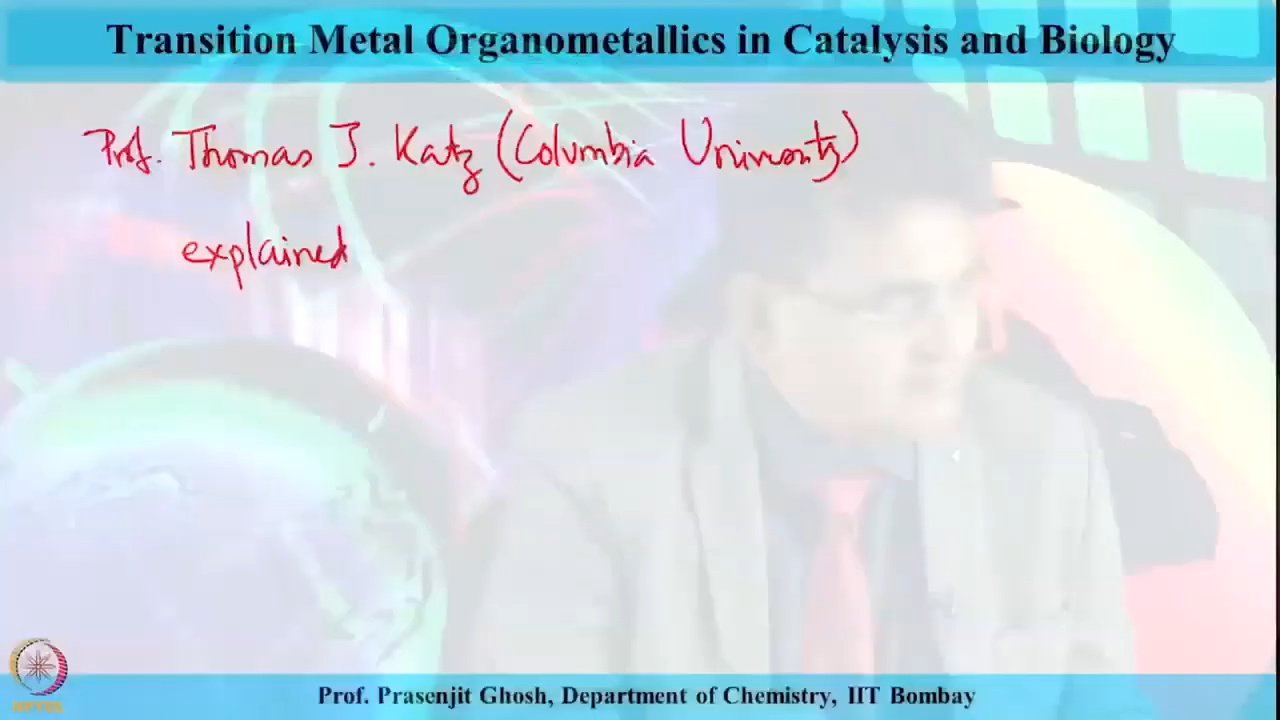 Transition Metal Organometallics in Catalysis and Biology
Prof. Thomas J. Katz (Columbia University)
explained
Prof. Prasenjit Ghosh, Department of Chemistry, IIT Bombay
NPTEL